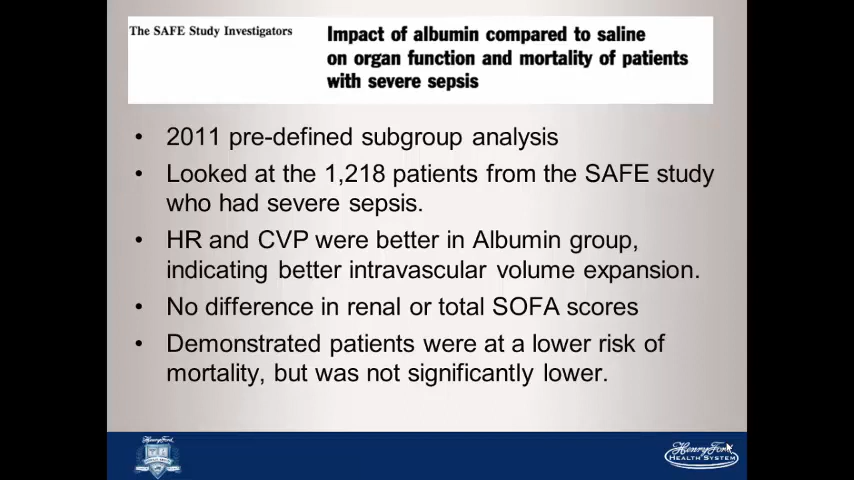 The SAFE Study Investigators
Impact of albumin compared to saline
on organ function and mortality of patients
with severe sepsis
• 2011 pre-defined subgroup analysis
• Looked at the 1,218 patients from the SAFE study
who had severe sepsis.
• HR and CVP were better in Albumin group,
indicating better intravascular volume expansion.
• No difference in renal or total SOFA scores
• Demonstrated patients were at a lower risk of
mortality, but was not significantly lower.
Henry Ford
Henry Ford
HEALTH SYSTEM